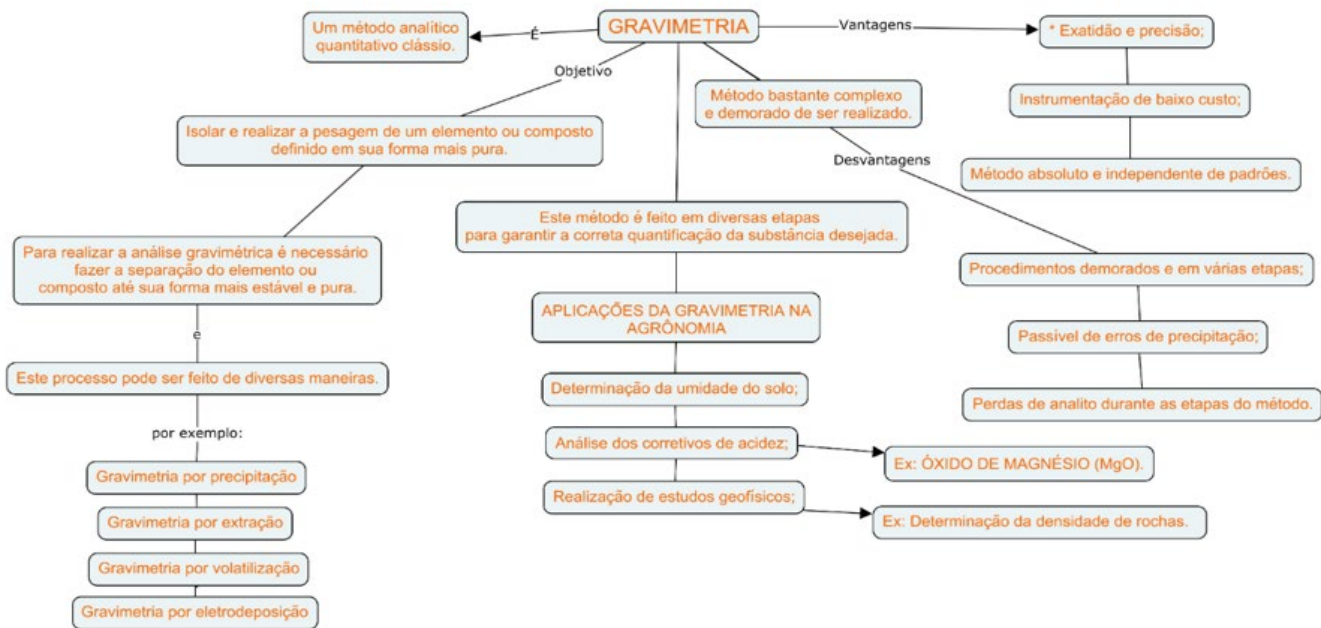 GRAVIMETRIA
É
Um método analítico
quantitativo clássio.
Vantagens
* Exatidão e precisão;
Instrumentação de baixo custo;
Método absoluto e independente de padrões.
Objetivo
Isolar e realizar a pesagem de um elemento ou composto
definido em sua forma mais pura.
Para realizar a análise gravimétrica é necessário
fazer a separação do elemento ou
composto até sua forma mais estável e pura.
e
Este processo pode ser feito de diversas maneiras.
por exemplo:
Gravimetria por precipitação
Gravimetria por extração
Gravimetria por volatilização
Gravimetria por eletrodeposição
Este método é feito em diversas etapas
para garantir a correta quantificação da substância desejada.
APLICAÇÕES DA GRAVIMETRIA NA
AGRÔNOMIA
Determinação da umidade do solo;
Análise dos corretivos de acidez;
Ex: ÓXIDO DE MAGNÉSIO (MgO).
Realização de estudos geofísicos;
Ex: Determinação da densidade de rochas.
Método bastante complexo
e demorado de ser realizado.
Desvantagens
Procedimentos demorados e em várias etapas;
Passível de erros de precipitação;
Perdas de analito durante as etapas do método.